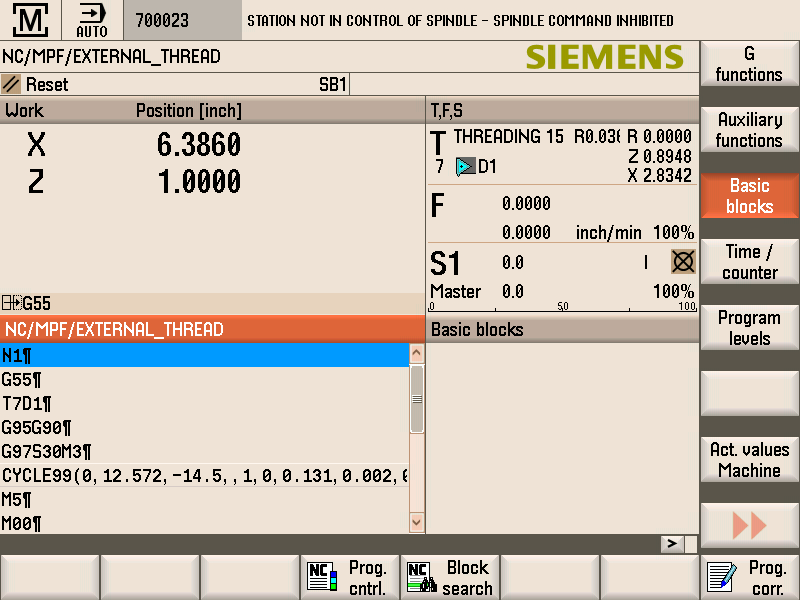 M AUTO 700023 STATION NOT IN CONTROL OF SPINDLE - SPINDLE COMMAND INHIBITED
NC/MPF/EXTERNAL_THREAD SIEMENS
Reset SB1
Work Position [inch]
X 6.3860
Z 1.0000
G55
T,F,S
T THREADING 15 R0.036 R 0.0000
Z 0.8948
7 D1
X 2.8342
F 0.0000
0.0000 inch/min 100%
S1 0.0 I
Master 0.0 100%
0 50 100
NC/MPF/EXTERNAL_THREAD
N1¶
G55¶
T7D1¶
G95G90¶
G97S30M3¶
CYCLE99(0, 12.572, -14.5, , 1, 0, 0.131, 0.002, 0
M5¶
M00¶
Basic blocks
>
G
functions
Auxiliary
functions
Basic
blocks
Time /
counter
Program
levels
Act. values
Machine
NC Prog.
cntrl.
NC Block
search
Prog.
corr.